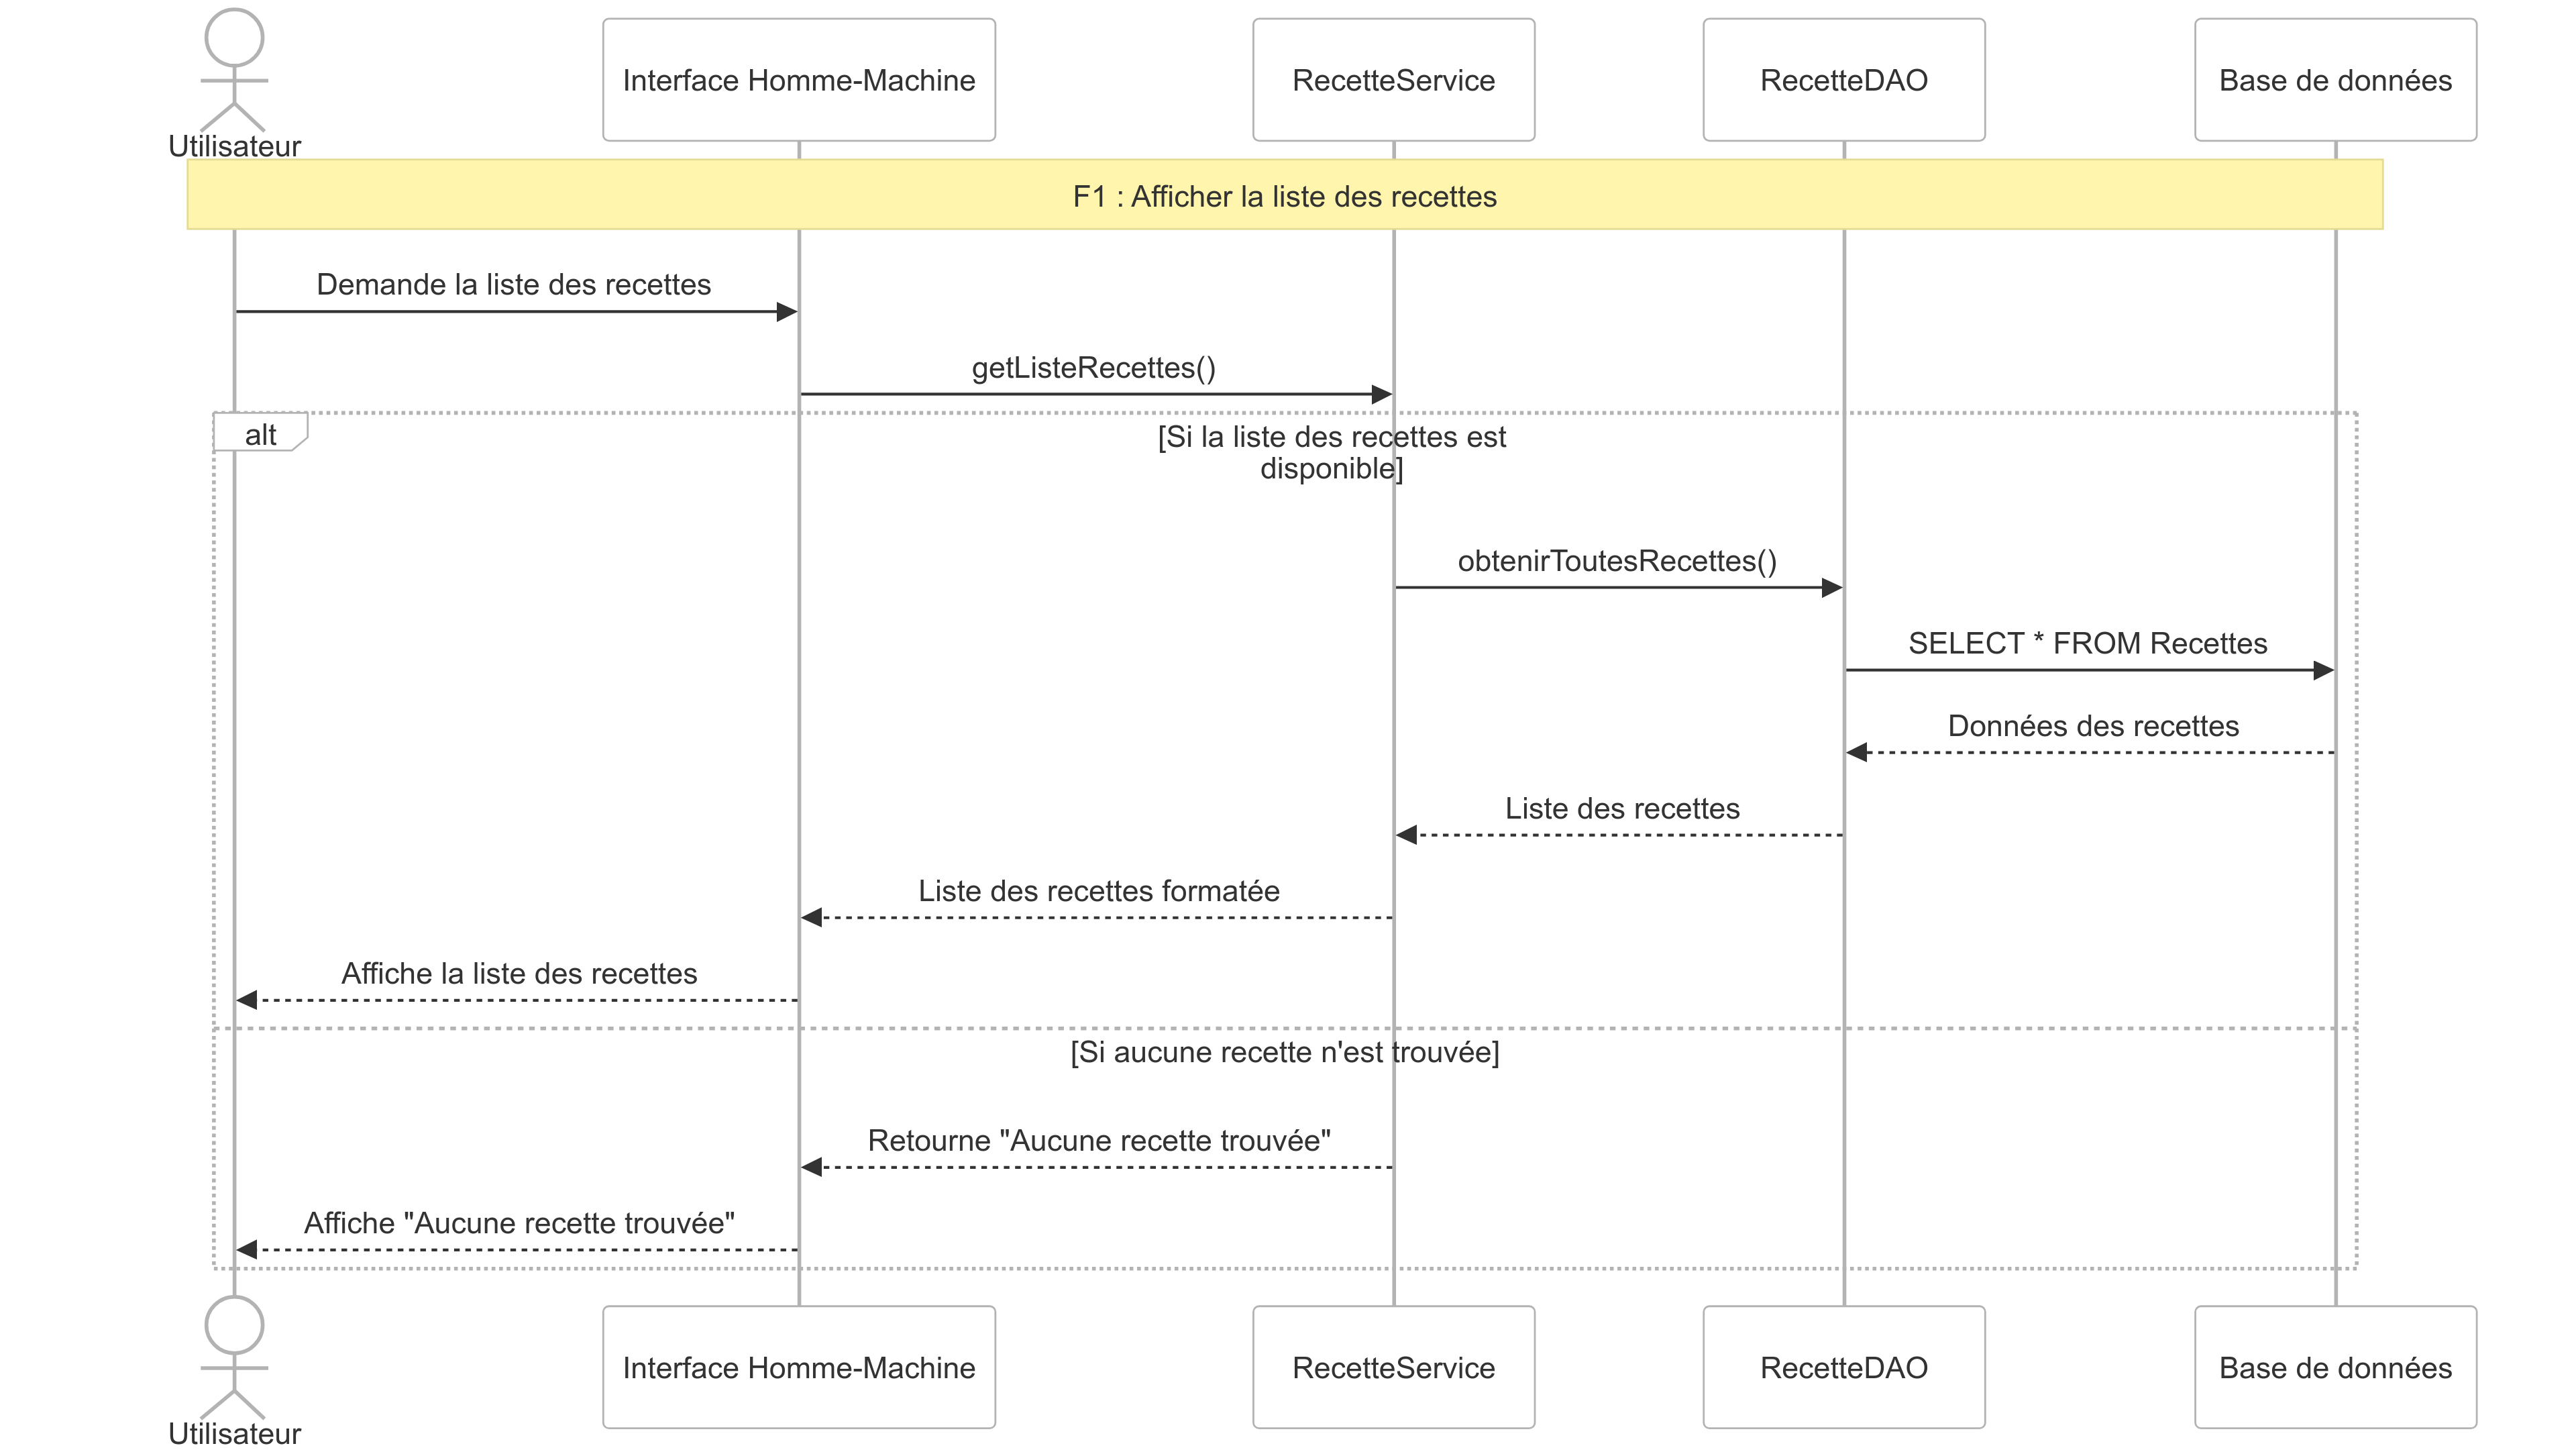 Utilisateur
Interface Homme-Machine
RecetteService
RecetteDAO
Base de données
F1 : Afficher la liste des recettes
Demande la liste des recettes
getListeRecettes()
alt
[Si la liste des recettes est
disponible]
obtenirToutesRecettes()
SELECT * FROM Recettes
Données des recettes
Liste des recettes
Liste des recettes formatée
Affiche la liste des recettes
[Si aucune recette n'est trouvée]
Retourne "Aucune recette trouvée"
Affiche "Aucune recette trouvée"
Utilisateur
Interface Homme-Machine
RecetteService
RecetteDAO
Base de données